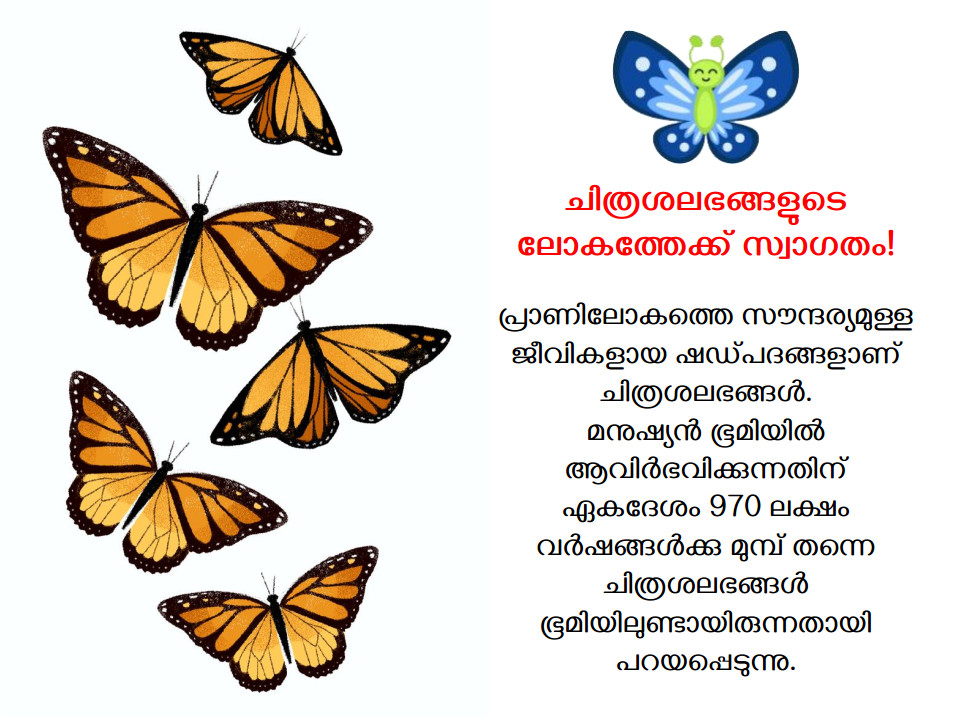 ചിത്രശലഭങ്ങളുടെ
ലോകത്തേക്ക് സ്വാഗതം!
പ്രാണിലോകത്തെ സൗന്ദര്യമുള്ള
ജീവികളായ ഷഡ്പദങ്ങളാണ്
ചിത്രശലഭങ്ങൾ.
മനുഷ്യൻ ഭൂമിയിൽ
ആവിർഭവിക്കുന്നതിന്
ഏകദേശം 970 ലക്ഷം
വർഷങ്ങൾക്കു മുമ്പ് തന്നെ
ചിത്രശലഭങ്ങൾ
ഭൂമിയിലുണ്ടായിരുന്നതായി
പറയപ്പെടുന്നു.